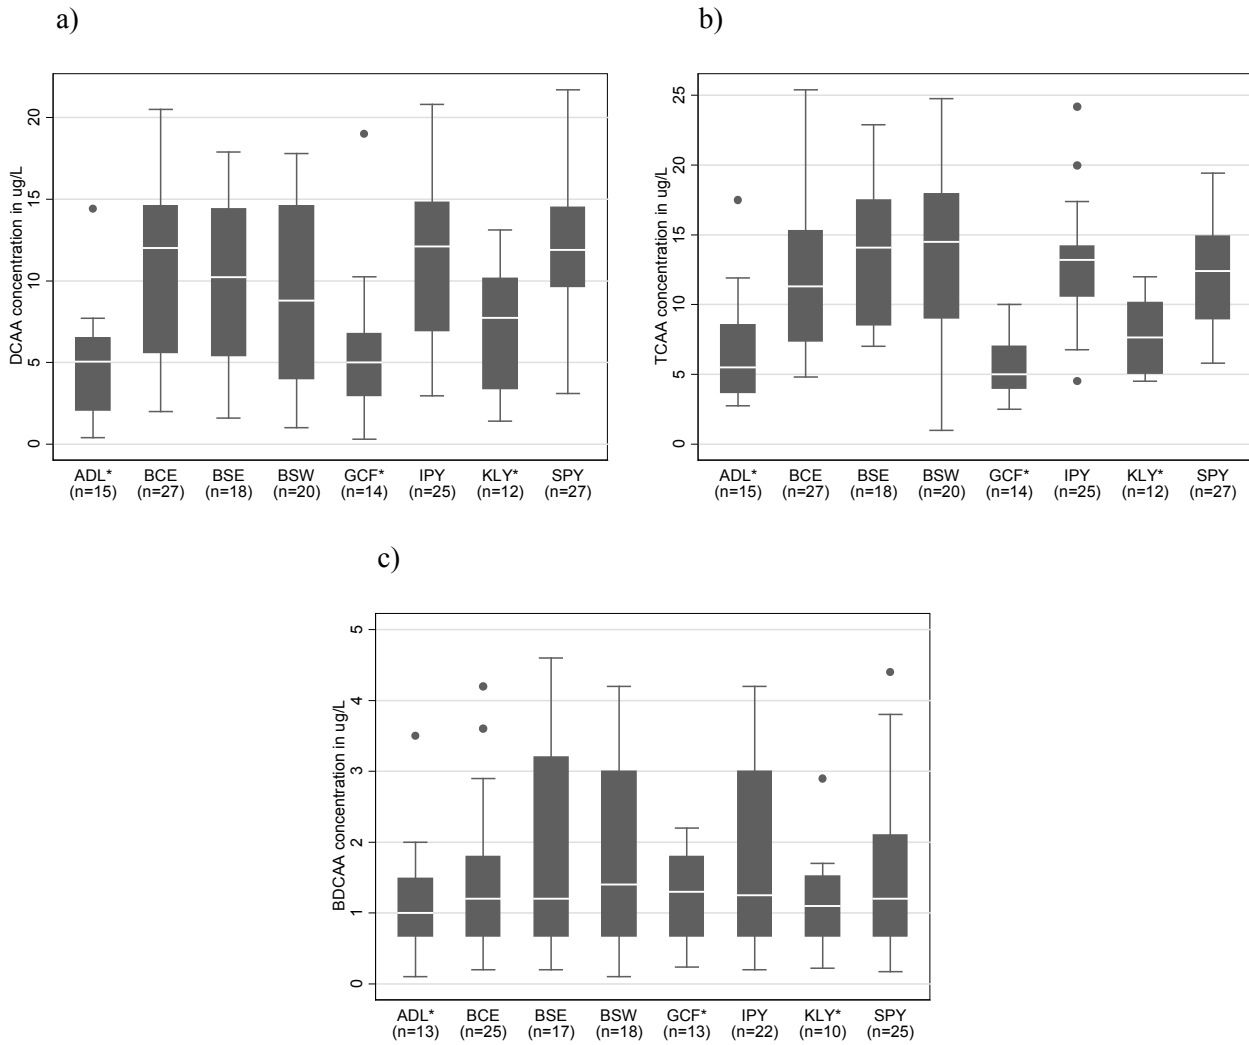 a)
DCAA concentration in ug/L
20
15
10
5
0
ADL* BCE BSE BSW GCF* IPY KLY* SPY
(n=15) (n=27) (n=18) (n=20) (n=14) (n=25) (n=12) (n=27)
b)
TCAA concentration in ug/L
25
20
15
10
5
0
ADL* BCE BSE BSW GCF* IPY KLY* SPY
(n=15) (n=27) (n=18) (n=20) (n=14) (n=25) (n=12) (n=27)
c)
BDCAA concentration in ug/L
5
4
3
2
1
0
ADL* BCE BSE BSW GCF* IPY KLY* SPY
(n=13) (n=25) (n=17) (n=18) (n=13) (n=22) (n=10) (n=25)